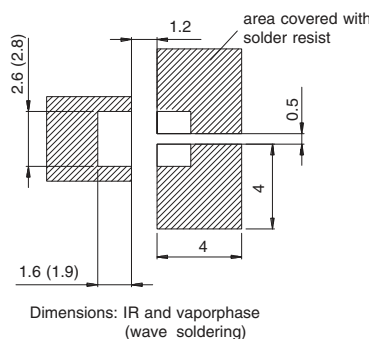 1.2
area covered with
solder resist
2.6 (2.8)
0.5
4
4
1.6 (1.9)
Dimensions: IR and vaporphase
(wave soldering)